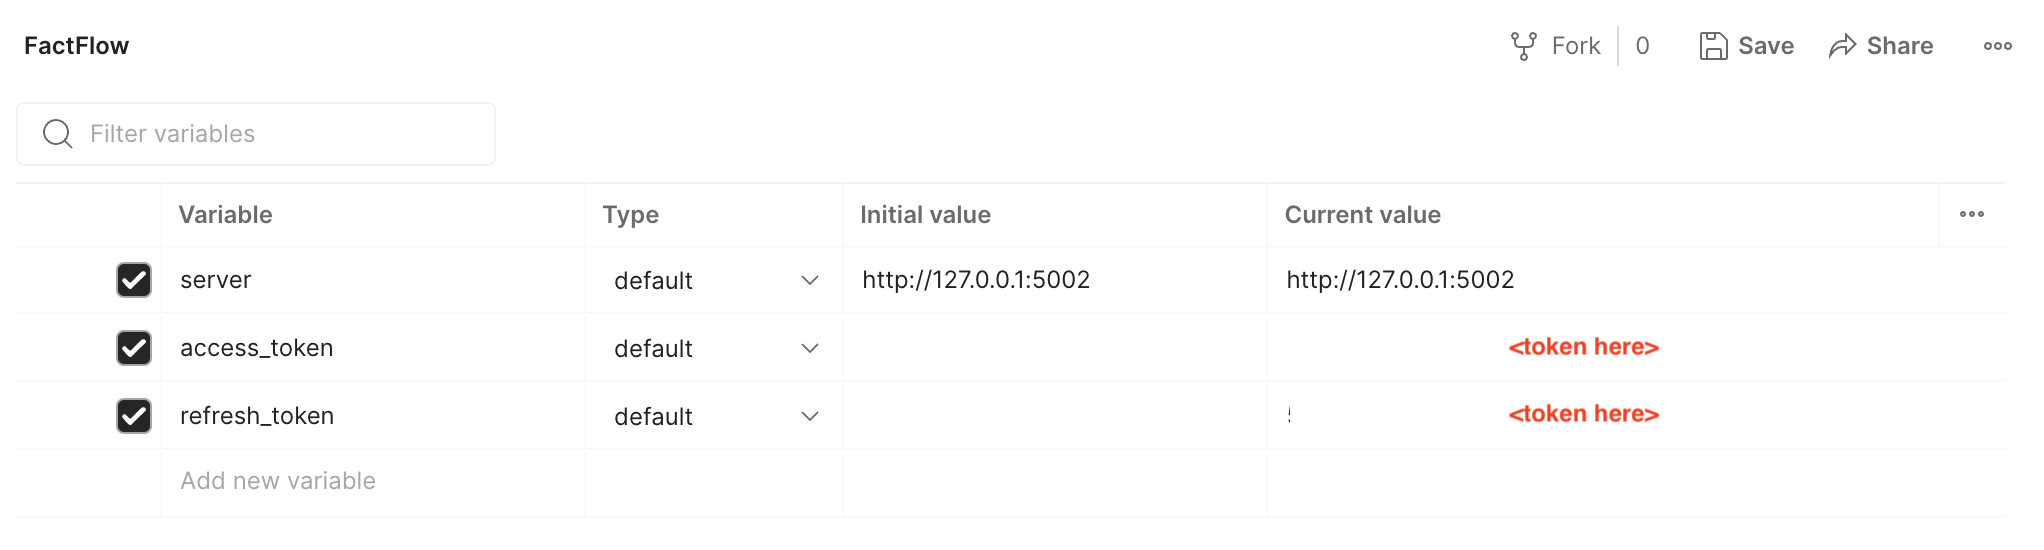 FactFlow
Fork 0 Save Share
Filter variables
Variable Type Initial value Current value
server default http://127.0.0.1:5002 http://127.0.0.1:5002
access_token default <token here>
refresh_token default <token here>
Add new variable